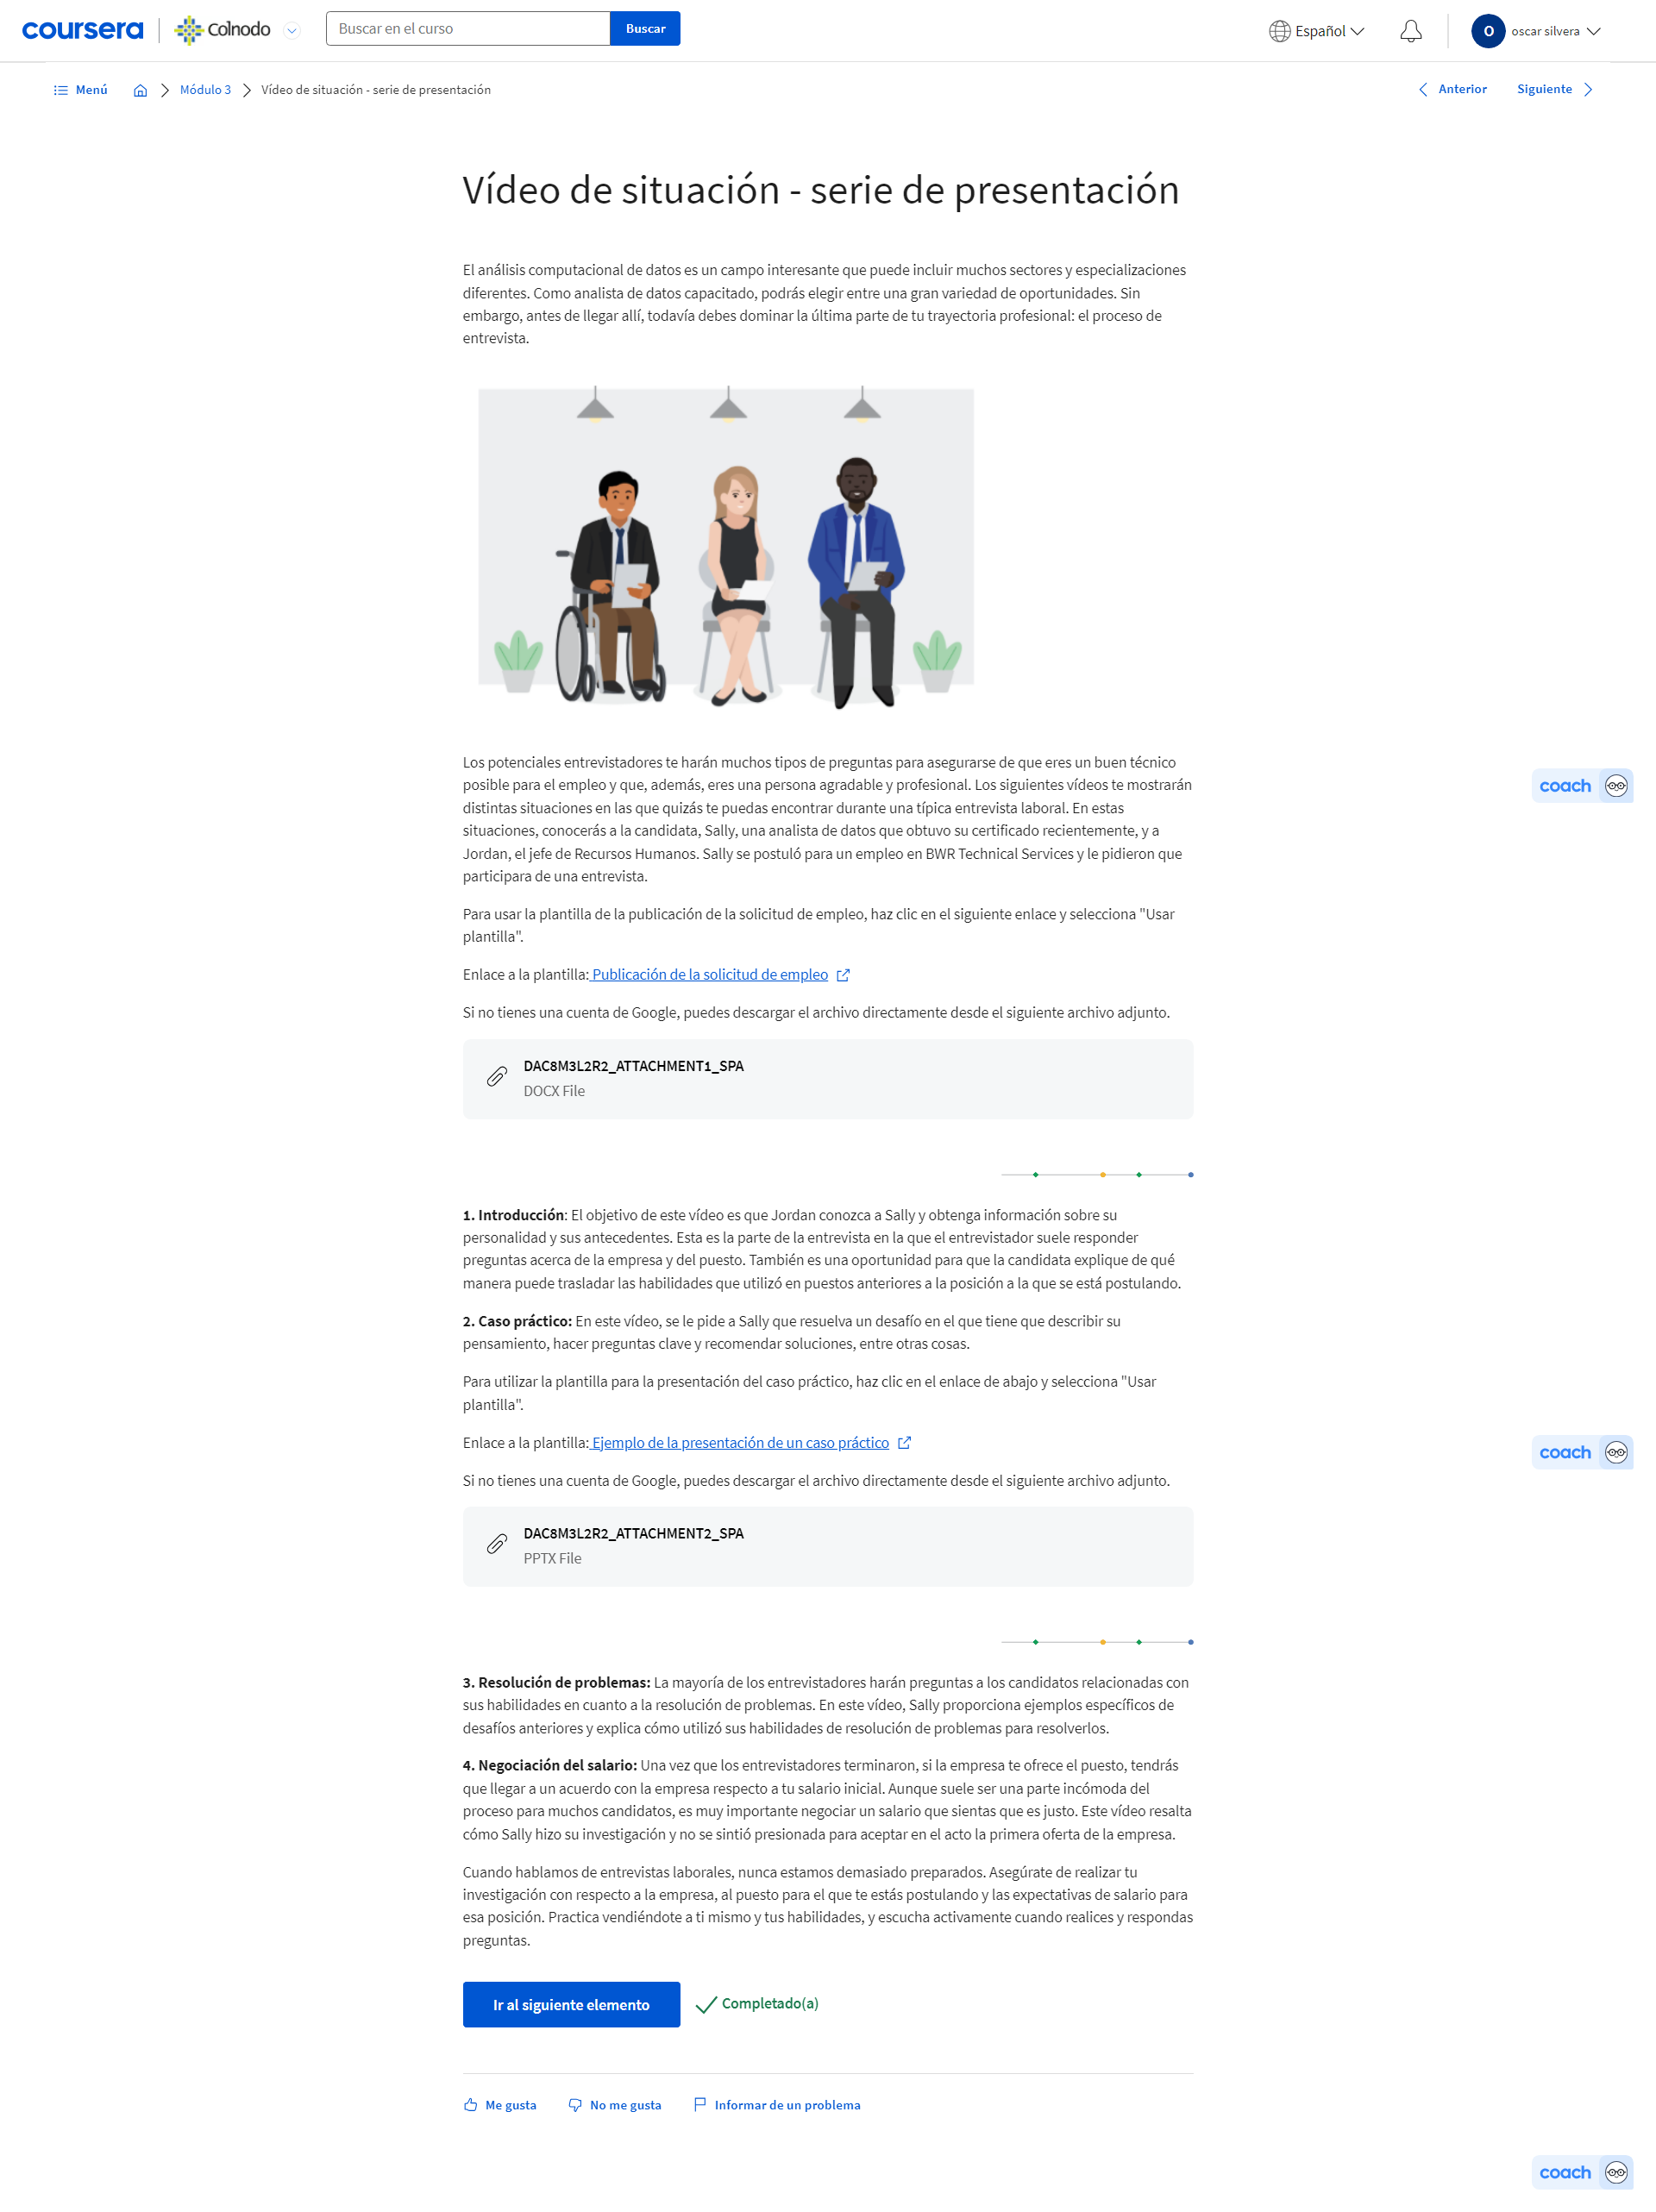 coursera
Colnodo
Buscar en el curso
Buscar
Español
O
oscar silvera
Menú
Módulo 3
Vídeo de situación - serie de presentación
Anterior
Siguiente
Vídeo de situación - serie de presentación
El análisis computacional de datos es un campo interesante que puede incluir muchos sectores y especializaciones
diferentes. Como analista de datos capacitado, podrás elegir entre una gran variedad de oportunidades. Sin
embargo, antes de llegar allí, todavía debes dominar la última parte de tu trayectoria profesional: el proceso de
entrevista.
Los potenciales entrevistadores te harán muchos tipos de preguntas para asegurarse de que eres un buen técnico
posible para el empleo y que, además, eres una persona agradable y profesional. Los siguientes vídeos te mostrarán
distintas situaciones en las que quizás te puedas encontrar durante una típica entrevista laboral. En estas
situaciones, conocerás a la candidata, Sally, una analista de datos que obtuvo su certificado recientemente, y a
Jordan, el jefe de Recursos Humanos. Sally se postuló para un empleo en BWR Technical Services y le pidieron que
participara de una entrevista.
coach
Para usar la plantilla de la publicación de la solicitud de empleo, haz clic en el siguiente enlace y selecciona "Usar
plantilla".
Enlace a la plantilla: Publicación de la solicitud de empleo
Si no tienes una cuenta de Google, puedes descargar el archivo directamente desde el siguiente archivo adjunto.
DAC8M3L2R2_ATTACHMENT1_SPA
DOCX File
1. Introducción: El objetivo de este vídeo es que Jordan conozca a Sally y obtenga información sobre su
personalidad y sus antecedentes. Esta es la parte de la entrevista en la que el entrevistador suele responder
preguntas acerca de la empresa y del puesto. También es una oportunidad para que la candidata explique de qué
manera puede trasladar las habilidades que utilizó en puestos anteriores a la posición a la que se está postulando.
2. Caso práctico: En este vídeo, se le pide a Sally que resuelva un desafío en el que tiene que describir su
pensamiento, hacer preguntas clave y recomendar soluciones, entre otras cosas.
Para utilizar la plantilla para la presentación del caso práctico, haz clic en el enlace de abajo y selecciona "Usar
plantilla".
Enlace a la plantilla: Ejemplo de la presentación de un caso práctico
coach
Si no tienes una cuenta de Google, puedes descargar el archivo directamente desde el siguiente archivo adjunto.
DAC8M3L2R2_ATTACHMENT2_SPA
PPTX File
3. Resolución de problemas: La mayoría de los entrevistadores harán preguntas a los candidatos relacionadas con
sus habilidades en cuanto a la resolución de problemas. En este vídeo, Sally proporciona ejemplos específicos de
desafíos anteriores y explica cómo utilizó sus habilidades de resolución de problemas para resolverlos.
4. Negociación del salario: Una vez que los entrevistadores terminaron, si la empresa te ofrece el puesto, tendrás
que llegar a un acuerdo con la empresa respecto a tu salario inicial. Aunque suele ser una parte incómoda del
proceso para muchos candidatos, es muy importante negociar un salario que sientas que es justo. Este vídeo resalta
cómo Sally hizo su investigación y no se sintió presionada para aceptar en el acto la primera oferta de la empresa.
Cuando hablamos de entrevistas laborales, nunca estamos demasiado preparados. Asegúrate de realizar tu
investigación con respecto a la empresa, al puesto para el que te estás postulando y las expectativas de salario para
esa posición. Practica vendiéndote a ti mismo y tus habilidades, y escucha activamente cuando realices y respondas
preguntas.
Ir al siguiente elemento
Completado(a)
Me gusta
No me gusta
Informar de un problema
coach